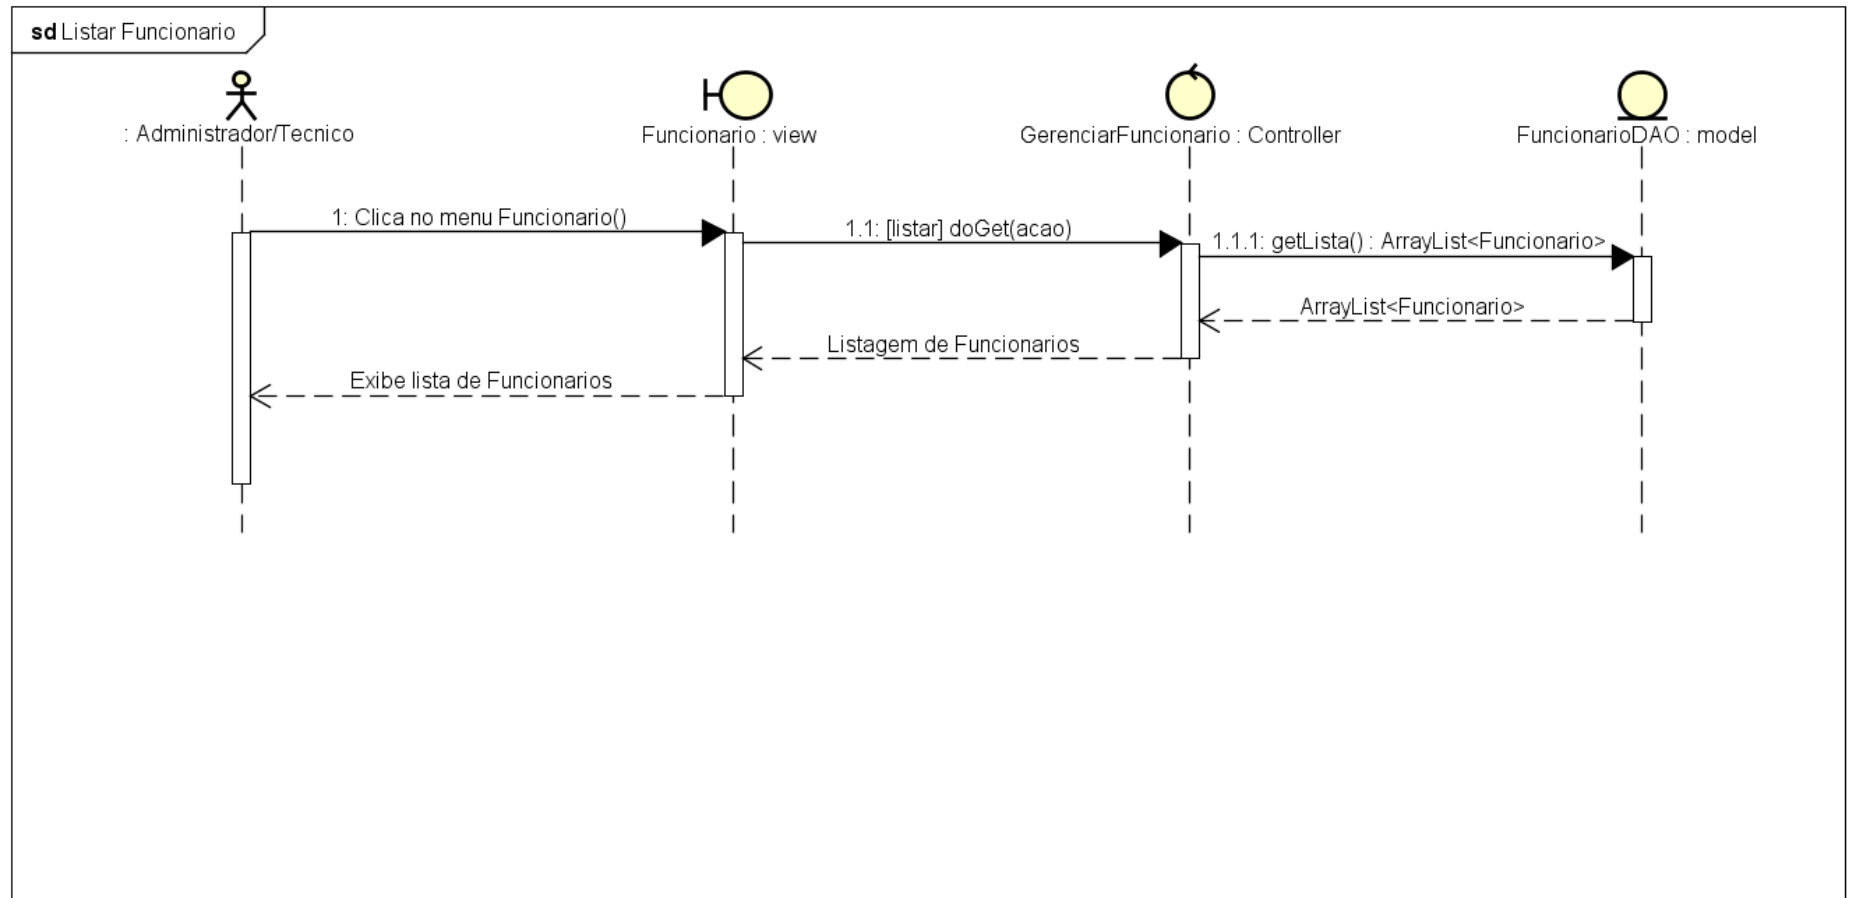 sd Listar Funcionario
: Administrador/Tecnico
Funcionario : view
GerenciarFuncionario : Controller
FuncionarioDAO : model
1: Clica no menu Funcionario()
1.1: [listar] doGet(acao)
1.1.1: getLista() : ArrayList<Funcionario>
ArrayList<Funcionario>
Listagem de Funcionarios
Exibe lista de Funcionarios